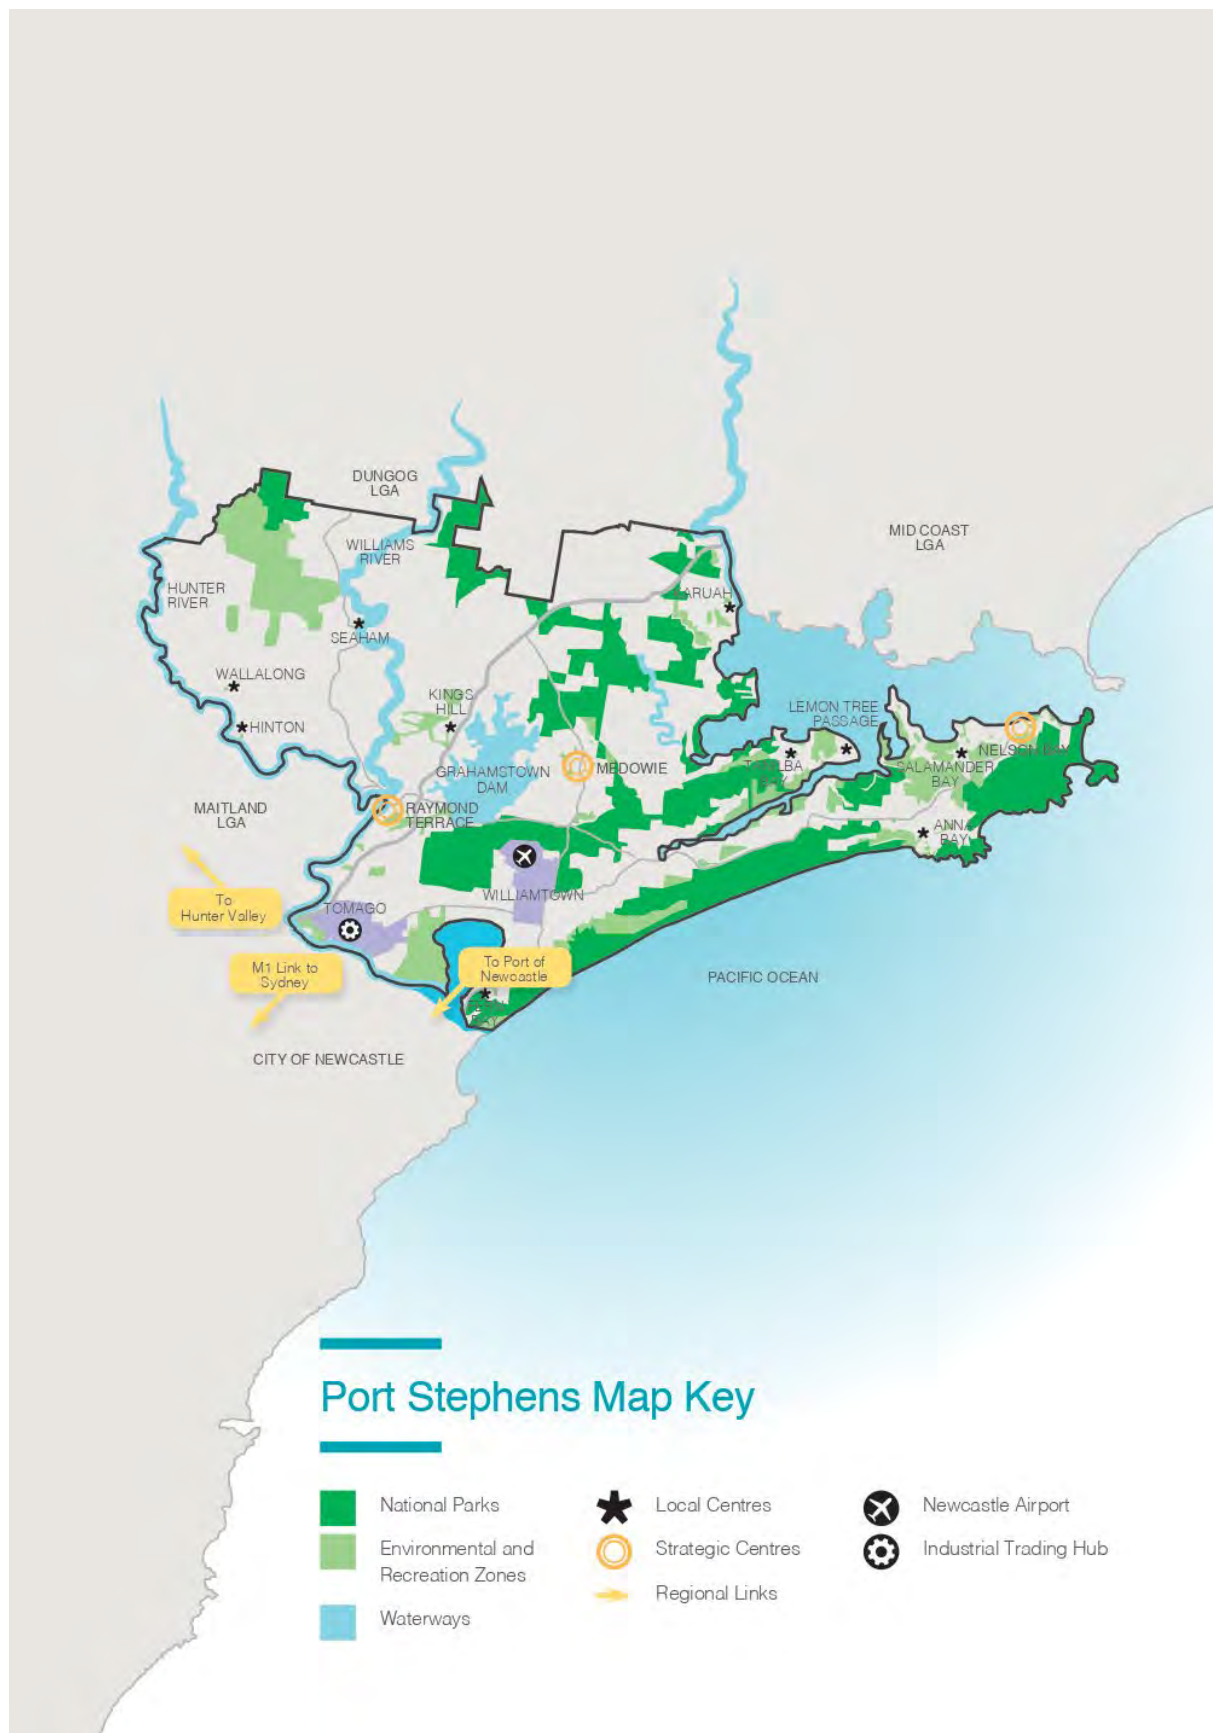 DUNGOG
LGA
MID COAST
LGA
WILLIAMS
RIVER
HUNTER
RIVER
SEAHAM
WALLALONG
HINTON
KINGS
HILL
LEMON TREE
PASSAGE
NELSON BAY
SALAMANDER
BAY
GRAHAMSTOWN
DAM
MEDOWIE
MAITLAND
LGA
RAYMOND
TERRACE
ANNA
BAY
WILLIAMTOWN
TOMAGO
To
Hunter Valley
M1 Link to
Sydney
To Port of
Newcastle
BAY
PACIFIC OCEAN
CITY OF NEWCASTLE
Port Stephens Map Key
National Parks
Environmental and
Recreation Zones
Waterways
Local Centres
Strategic Centres
Regional Links
Newcastle Airport
Industrial Trading Hub